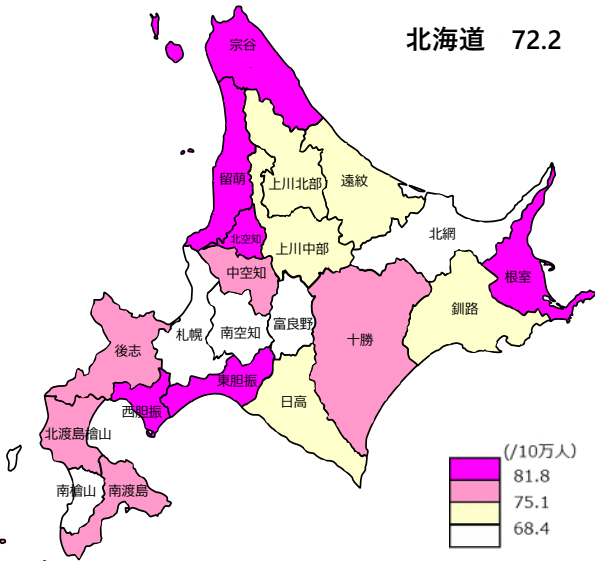 北海道 72.2
宗谷
留萌
上川北部
遠紋
北空知
上川中部
北網
中空知
根室
札幌
南空知
富良野
十勝
釧路
後志
東胆振
西胆振
日高
北渡島檜山
南檜山
南渡島
(/10万人)
81.8
75.1
68.4